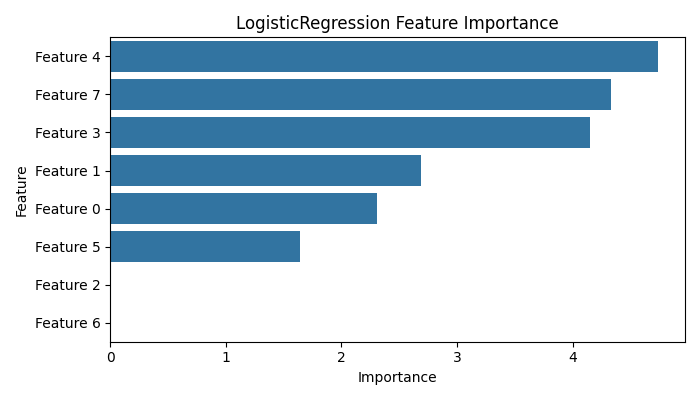 LogisticRegression Feature Importance
Feature 4
Feature 7
Feature 3
Feature 1
Feature 0
Feature 5
Feature 2
Feature 6
Feature
0 1 2 3 4
Importance